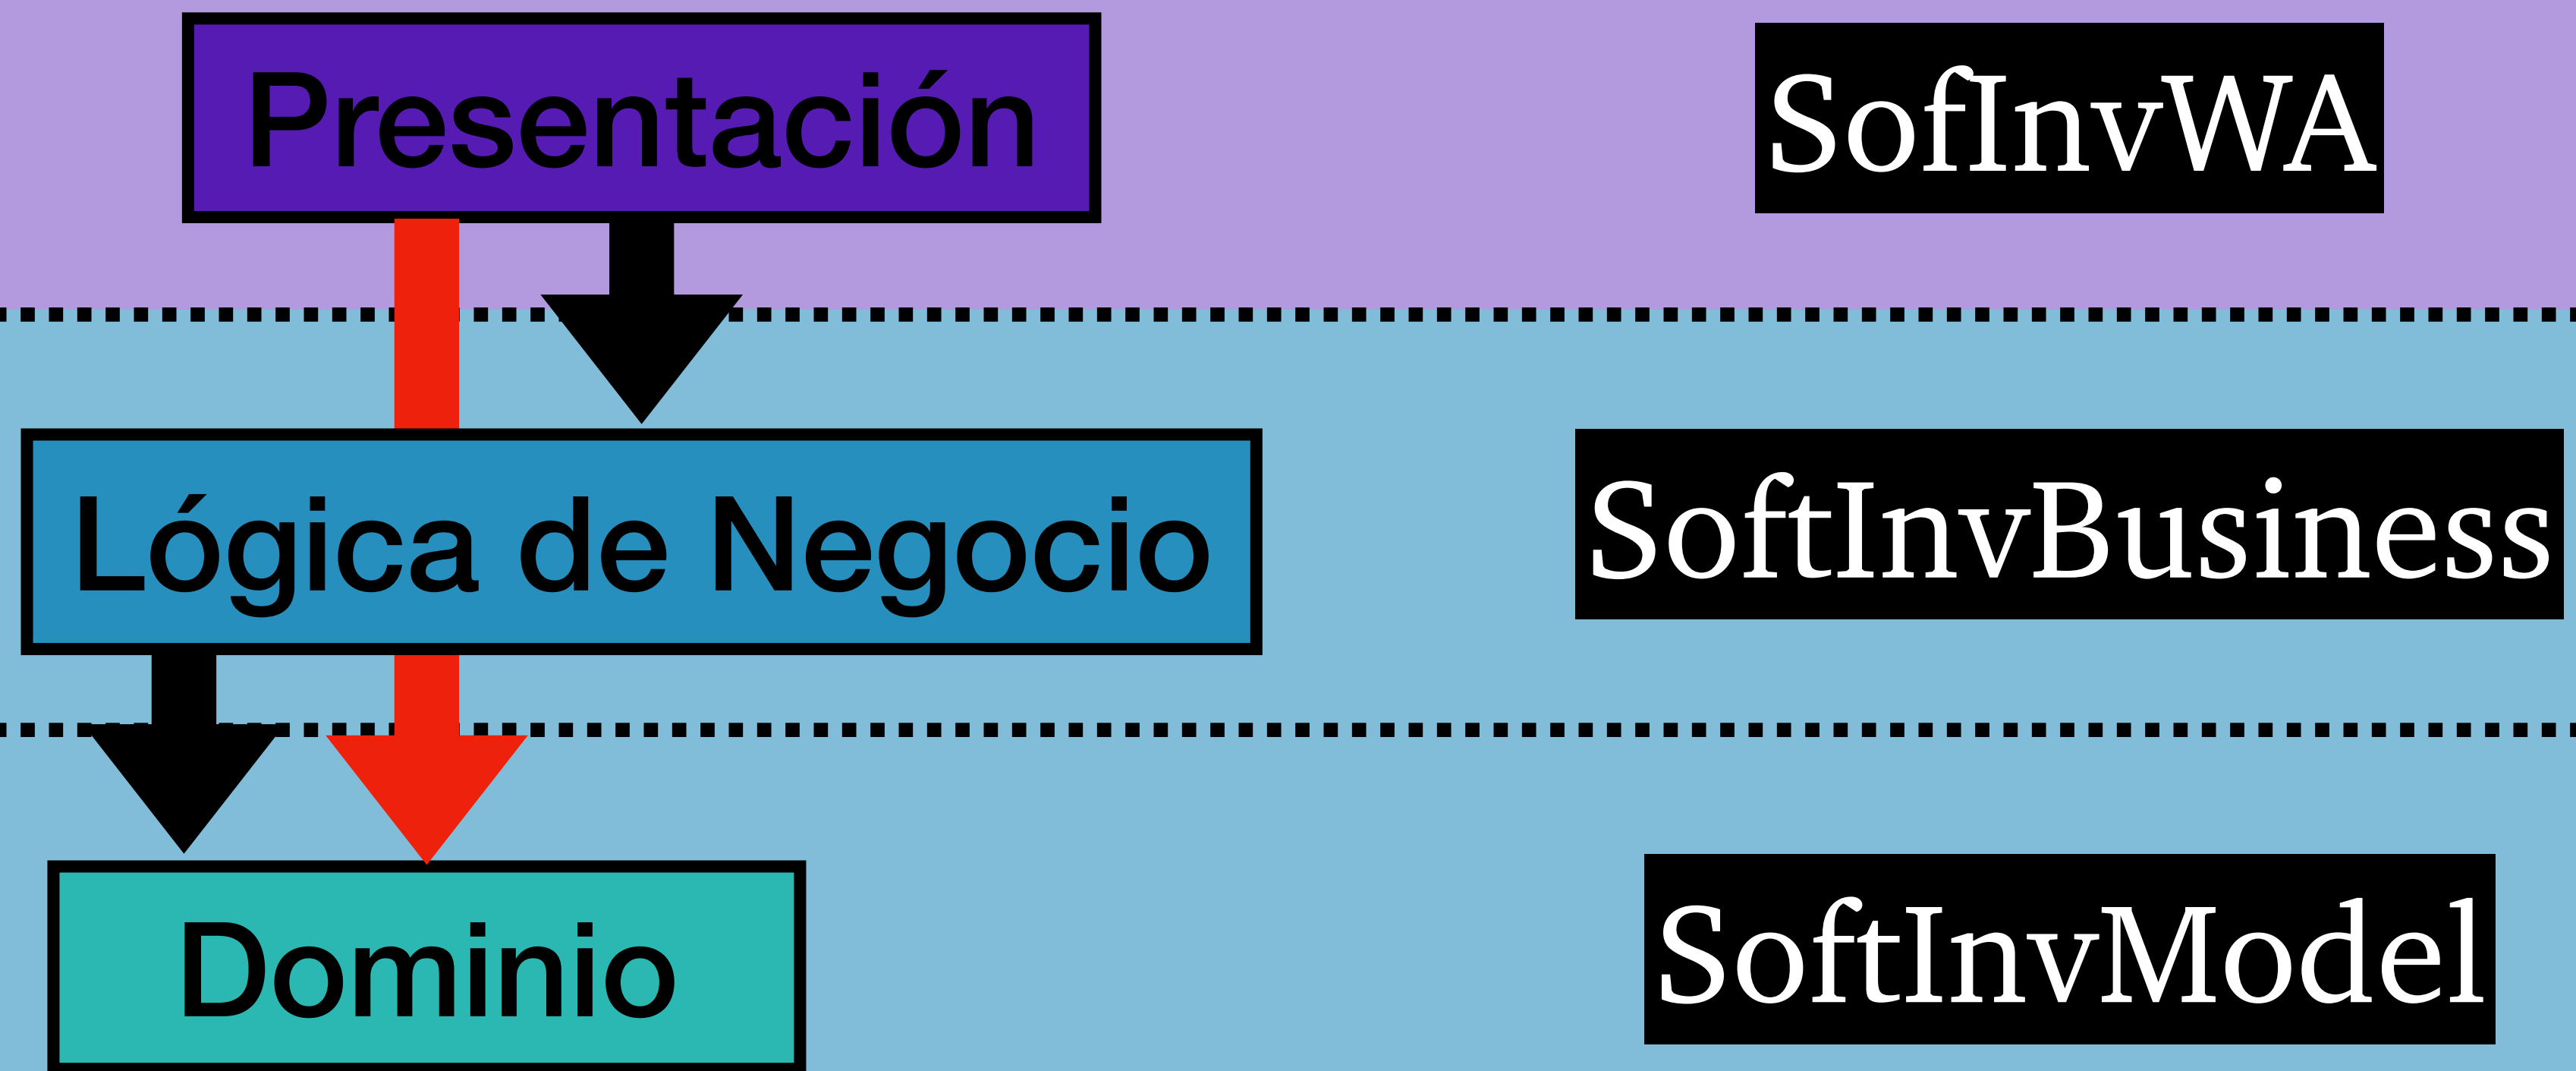 Presentación
SofInvWA
Lógica de Negocio
SoftInvBusiness
Dominio
SoftInvModel